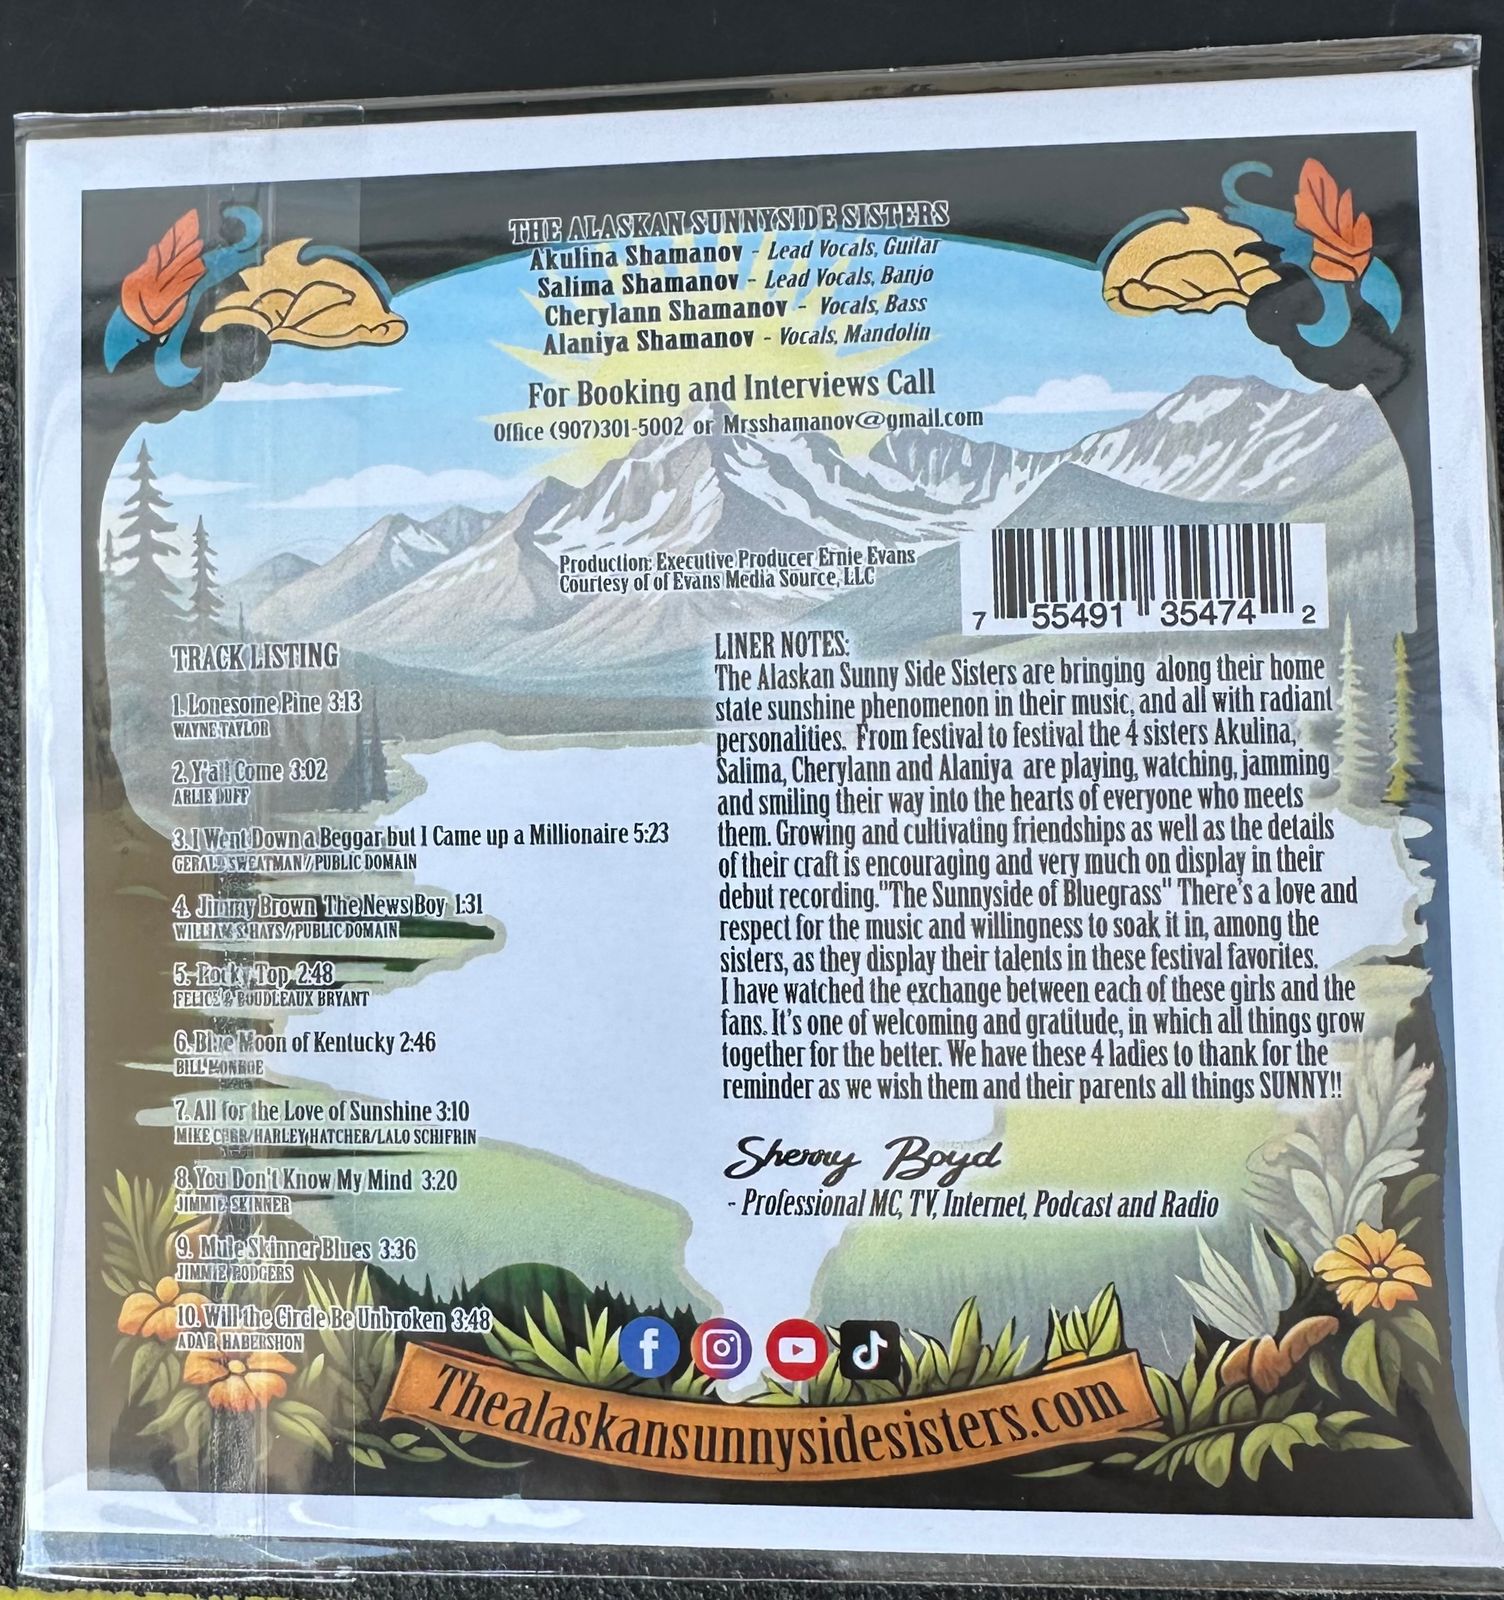 THE ALASKAN SUNNYSIDE SISTERS
Akulina Shamanov - Lead Vocals, Guitar
Salima Shamanov - Lead Vocals, Banjo
Cherylann Shamanov - Vocals, Bass
Alaniya Shamanov - Vocals, Mandolin
For Booking and Interviews Call
Office (907)301-5002 or Mrsshamanov@gmail.com
Production: Executive Producer Ernie Evans
Courtesy of of Evans Media Source, LLC
7 55491 35474 2
TRACK LISTING
1. Lonesome Pine 3:13
WAYNE TAYLOR
2. Y'all Come 3:02
ARLIE DUFF
3. I Went Down a Beggar but I Came up a Millionaire 5:23
GERALD SWEATMAN//PUBLIC DOMAIN
4. Jimmy Brown The News Boy 1:31
WILLIAM S HAYS//PUBLIC DOMAIN
5. Rocky Top 2:48
FELICE & BOUDLEAUX BRYANT
6. Blue Moon of Kentucky 2:46
BILL MONROE
7. All for the Love of Sunshine 3:10
MIKE CURB/HARLEY HATCHER/LALO SCHIFRIN
8. You Don't Know My Mind 3:20
JIMMIE SKINNER
9. Mule Skinner Blues 3:36
JIMMIE RODGERS
10. Will the Circle Be Unbroken 3:48
ADA R. HABERSHON
LINER NOTES:
The Alaskan Sunny Side Sisters are bringing along their home
state sunshine phenomenon in their music, and all with radiant
personalities. From festival to festival the 4 sisters Akulina,
Salima, Cherylann and Alaniya are playing, watching, jamming
and smiling their way into the hearts of everyone who meets
them. Growing and cultivating friendships as well as the details
of their craft is encouraging and very much on display in their
debut recording."The Sunnyside of Bluegrass" There's a love and
respect for the music and willingness to soak it in, among the
sisters, as they display their talents in these festival favorites.
I have watched the exchange between each of these girls and the
fans. It's one of welcoming and gratitude, in which all things grow
together for the better. We have these 4 ladies to thank for the
reminder as we wish them and their parents all things SUNNY!!
Sherry Boyd
- Professional MC, TV, Internet, Podcast and Radio
Thealaskansunnysidesisters.com